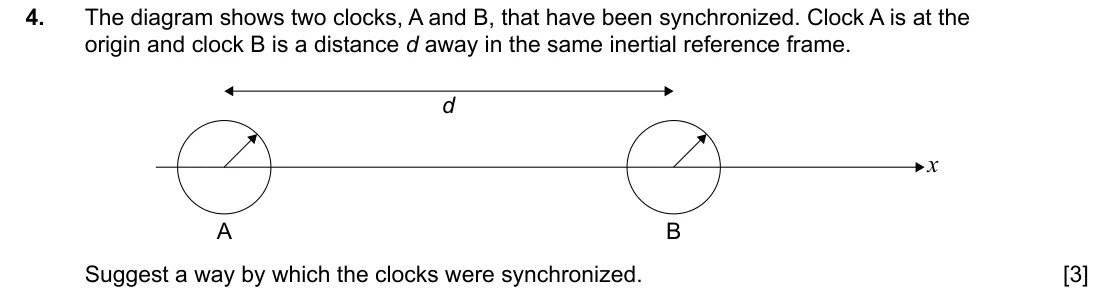 4. The diagram shows two clocks, A and B, that have been synchronized. Clock A is at the
origin and clock B is a distance d away in the same inertial reference frame.
d
x
A B
Suggest a way by which the clocks were synchronized. [3]